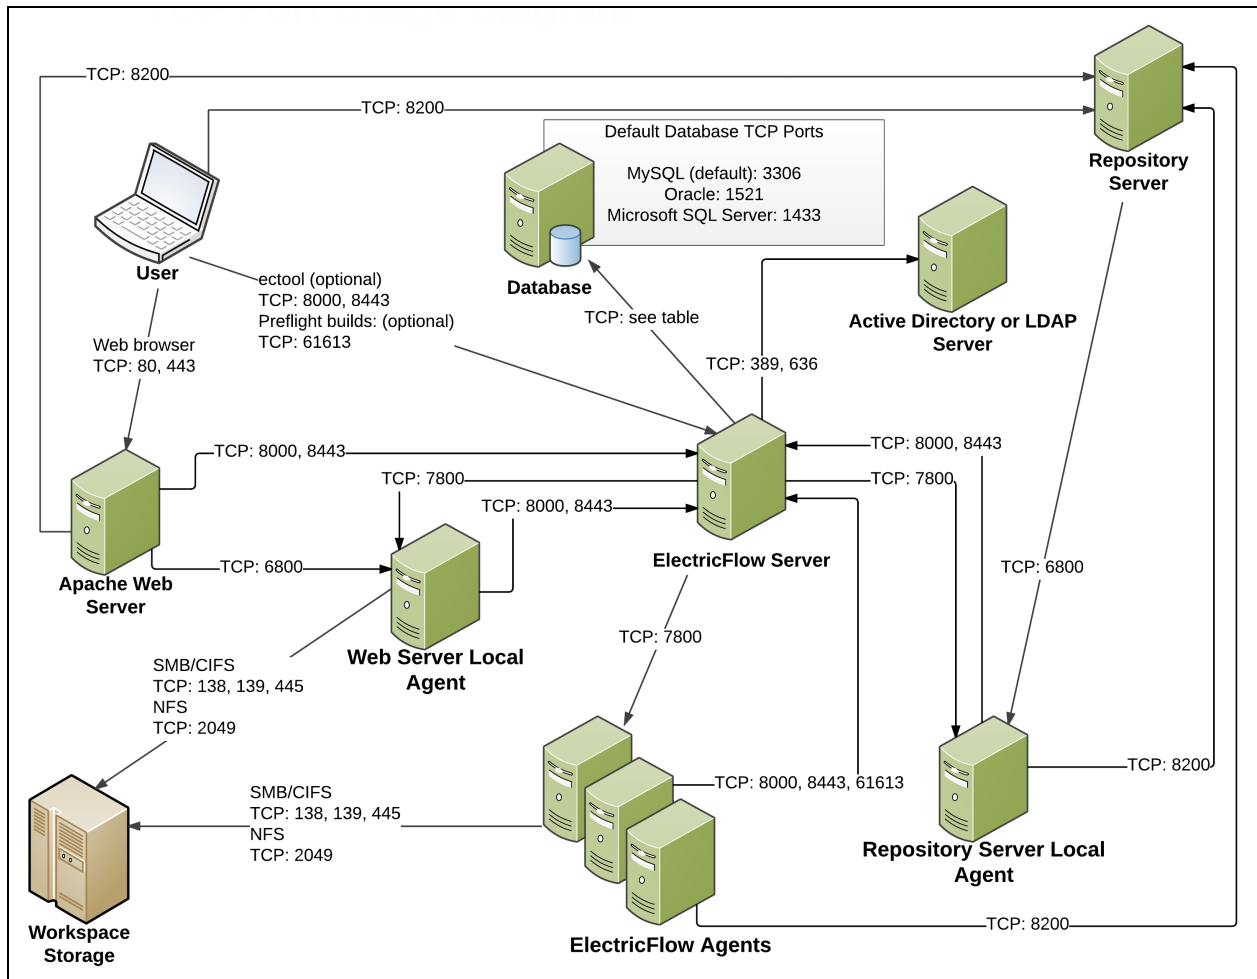 TCP: 8200
TCP: 8200
Repository
Server
Default Database TCP Ports
MySQL (default): 3306
Oracle: 1521
Microsoft SQL Server: 1433
User
Database
ectool (optional)
TCP: 8000, 8443
Preflight builds: (optional)
TCP: 61613
TCP: see table
Active Directory or LDAP
Server
Web browser
TCP: 80, 443
TCP: 389, 636
TCP: 8000, 8443
TCP: 8000, 8443
TCP: 7800
TCP: 7800
TCP: 8000, 8443
ElectricFlow Server
TCP: 6800
TCP: 6800
Apache Web
Server
TCP: 7800
Web Server Local
Agent
SMB/CIFS
TCP: 138, 139, 445
NFS
TCP: 2049
TCP: 8200
TCP: 8000, 8443, 61613
SMB/CIFS
TCP: 138, 139, 445
NFS
TCP: 2049
Repository Server Local
Agent
Workspace
Storage
ElectricFlow Agents
TCP: 8200